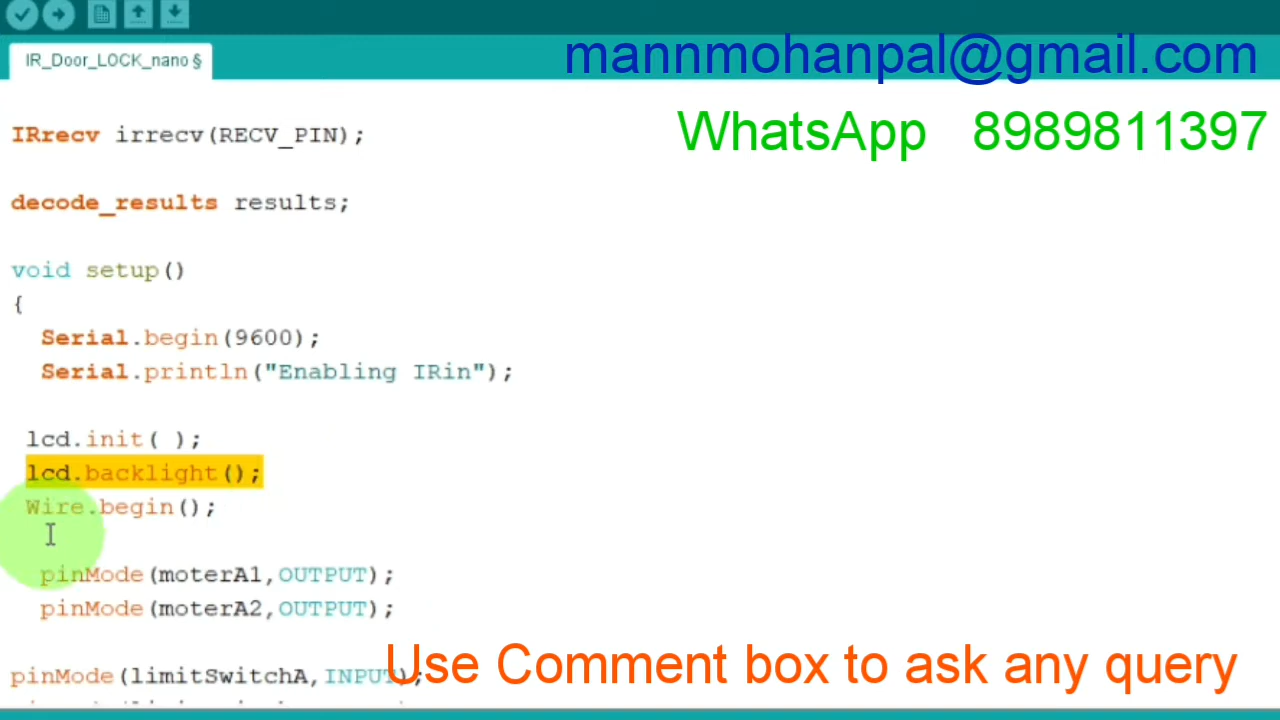 IR_Door_LOCK_nano §
mannmohanpal@gmail.com
WhatsApp 8989811397
IRrecv irrecv(RECV_PIN);
decode_results results;
void setup()
{
Serial.begin(9600);
Serial.println("Enabling IRin");
lcd.init( );
lcd.backlight();
Wire.begin();
pinMode(moterA1,OUTPUT);
pinMode(moterA2,OUTPUT);
pinMode(limitSwitchA,INPUT);
Use Comment box to ask any query